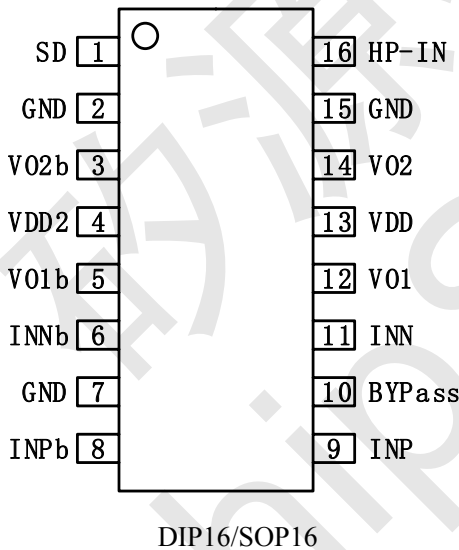 SD 1 16 HP-IN
GND 2 15 GND
VO2b 3 14 VO2
VDD2 4 13 VDD
VO1b 5 12 VO1
INNb 6 11 INN
GND 7 10 BYPass
INPb 8 9 INP
DIP16/SOP16